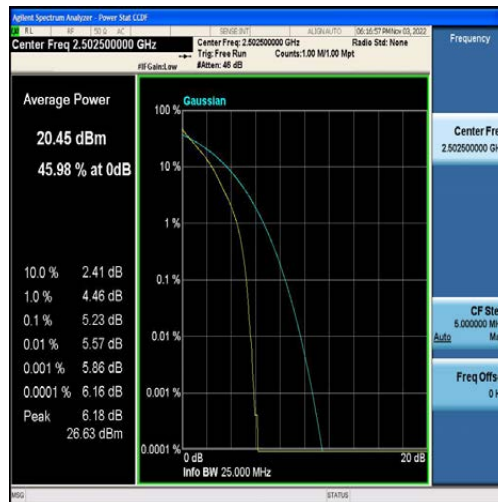 Agilent Spectrum Analyzer - Power Stat CCDF
RL RF 50 Ω AC SENSE:INT ALIGNAUTO 06:16:57 PM Nov 03, 2022
Center Freq 2.502500000 GHz
Center Freq: 2.502500000 GHz Radio Std: None
Trig: Free Run Counts:1.00 M/1.00 Mpt
#IFGain:Low #Atten: 46 dB
Frequency
Average Power
20.45 dBm
45.98 % at 0dB
10.0 % 2.41 dB
1.0 % 4.46 dB
0.1 % 5.23 dB
0.01 % 5.57 dB
0.001 % 5.86 dB
0.0001 % 6.16 dB
Peak 6.18 dB
26.63 dBm
Gaussian
100 %
10 %
1 %
0.1 %
0.01 %
0.001 %
0.0001 %
0 dB 20 dB
Info BW 25.000 MHz
Center Fre
2.502500000 GH
CF Ste
5.000000 MH
Auto Ma
Freq Offs
0 H
MSG STATUS